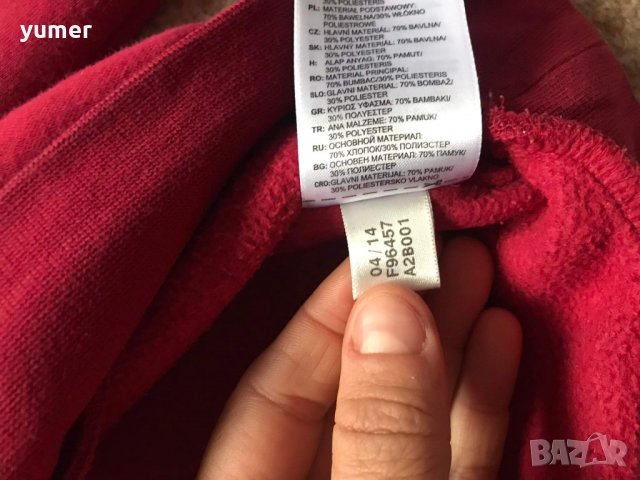 yumer
30% POLIESTRIS
PL: MATERIAŁ PODSTAWOWY:
70% BAWEŁNA/30% WŁÓKNO
POLIESTROWE
CZ: HLAVNÍ MATERIÁL: 70% BAVLNA/
30% POLYESTER
SK: HLAVNÝ MATERIÁL: 70% BAVLNA/
30% POLYESTER
H: ALAP ANYAG: 70% PAMUT/
30% POLIÉSZTER
RO: MATERIAL PRINCIPAL:
70% BUMBAC/30% POLIESTERIS
SLO: GLAVNI MATERIAL: 70% BOMBAŽ/
30% POLIESTER
GR: ΚΥΡΙΩΣ ΥΦΑΣΜΑ: 70% ΒΑΜΒΑΚΙ/
30% ΠΟΛΥΕΣΤΕΡ
TR: ANA MALZEME: 70% PAMUK/
30% POLYESTER
RU: ОСНОВНОЙ МАТЕРИАЛ:
70% ХЛОПОК/30% ПОЛИЭСТЕР
BG: ОСНОВЕН МАТЕРИАЛ: 70% ПАМУК/
30% ПОЛИЕСТЕР
CRO: GLAVNI MATERIJAL: 70% PAMUK/
30% POLIESTERSKO VLAKNO
04/14
F96457
A2B001
BAZAR